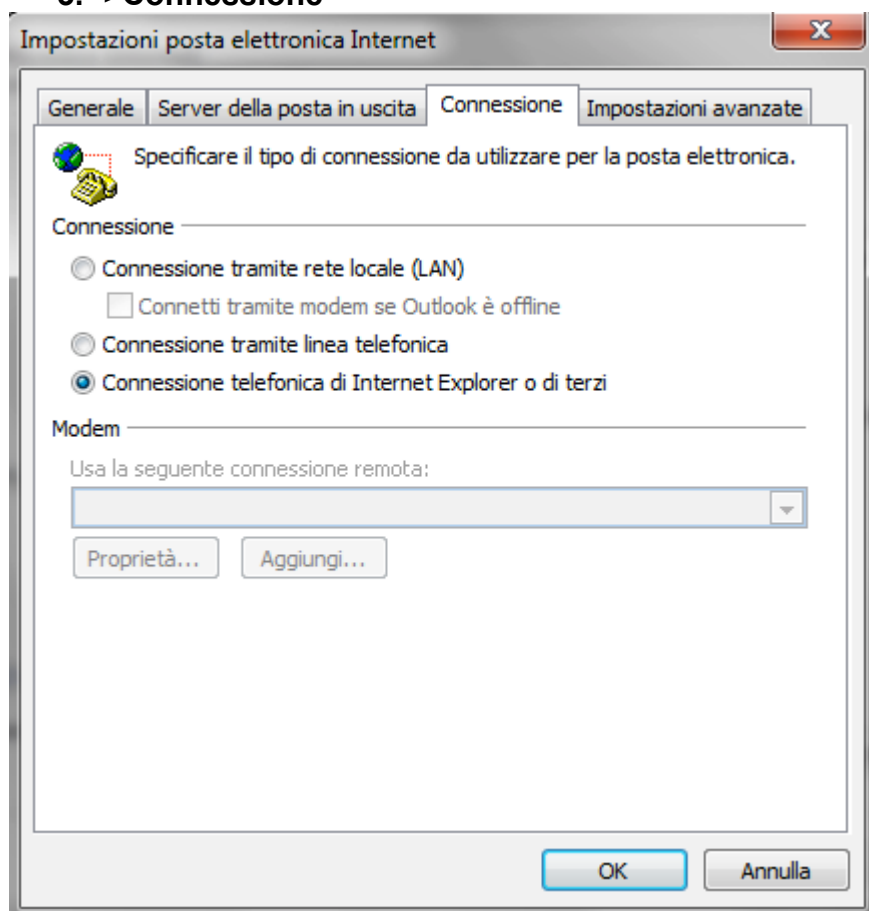 Connessione
Impostazioni posta elettronica Internet
Generale
Server della posta in uscita
Connessione
Impostazioni avanzate
Specificare il tipo di connessione da utilizzare per la posta elettronica.
Connessione
Connessione tramite rete locale (LAN)
Connetti tramite modem se Outlook è offline
Connessione tramite linea telefonica
Connessione telefonica di Internet Explorer o di terzi
Modem
Usa la seguente connessione remota:
Proprietà...
Aggiungi...
OK
Annulla